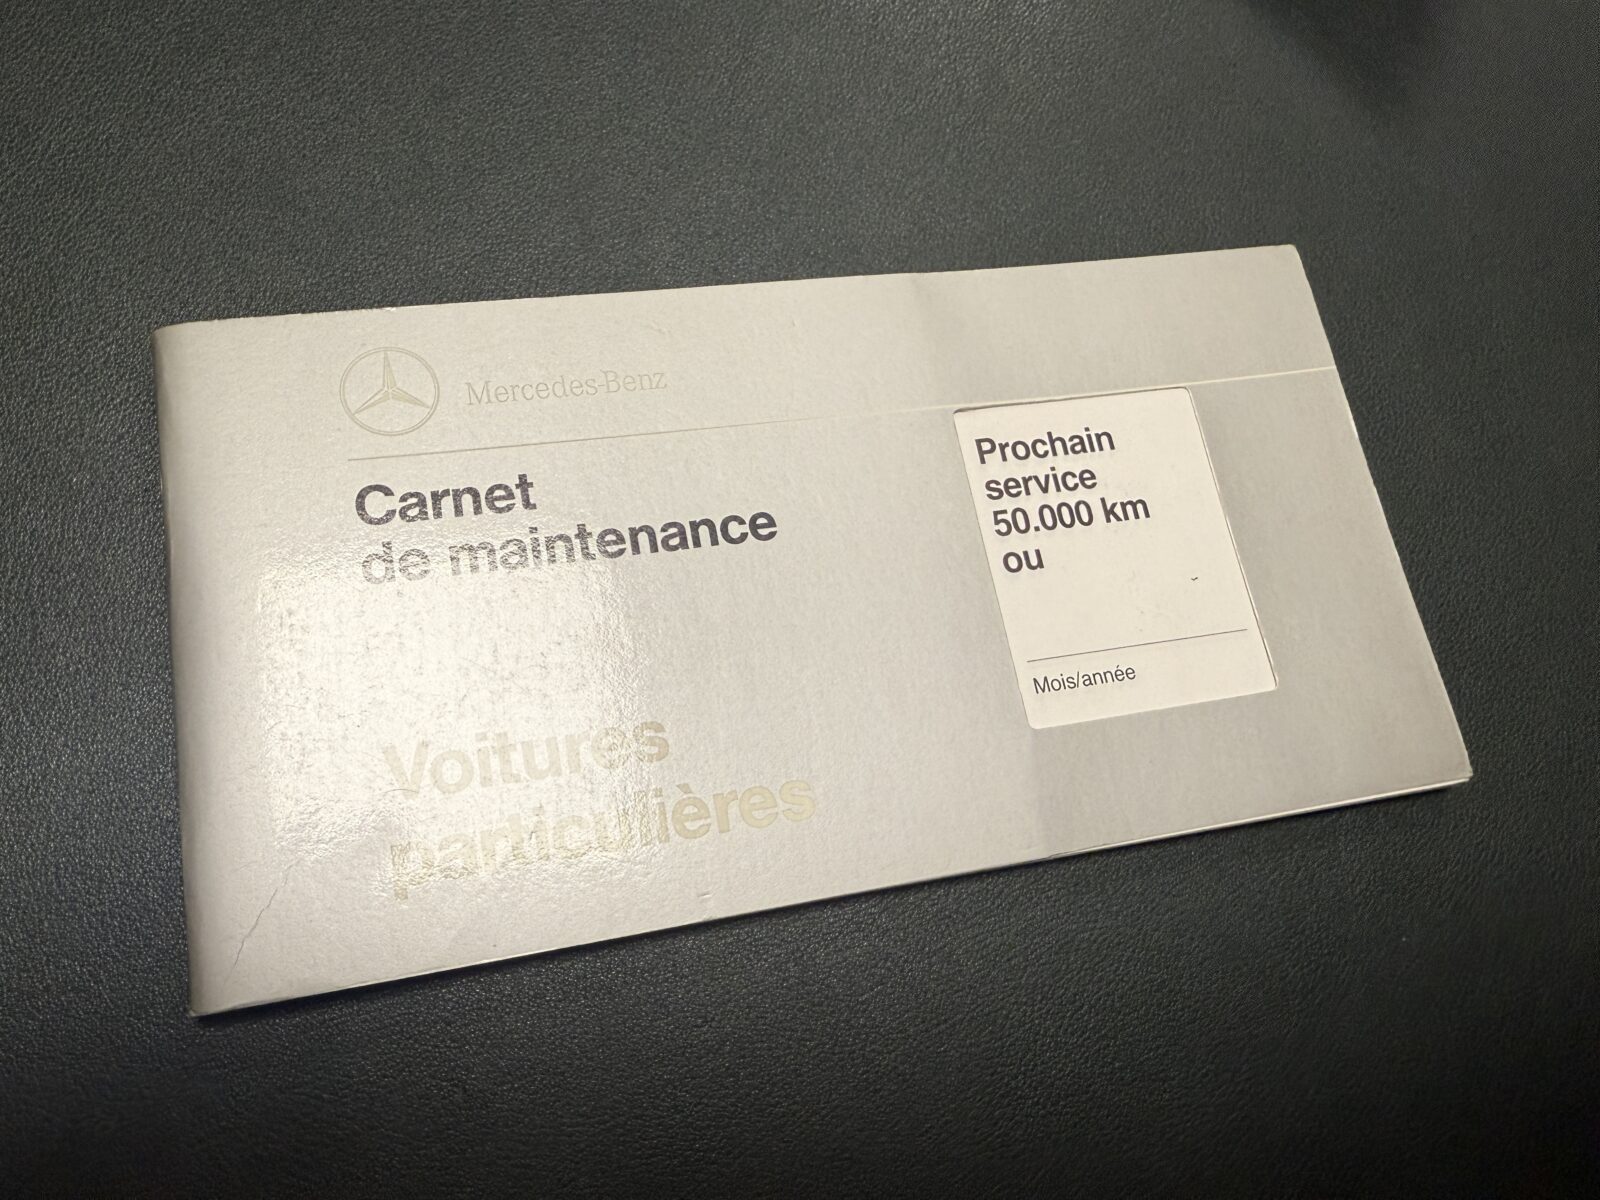 Mercedes-Benz
Carnet
de maintenance
Voitures
particulières
Prochain
service
50.000 km
ou
Mois/année